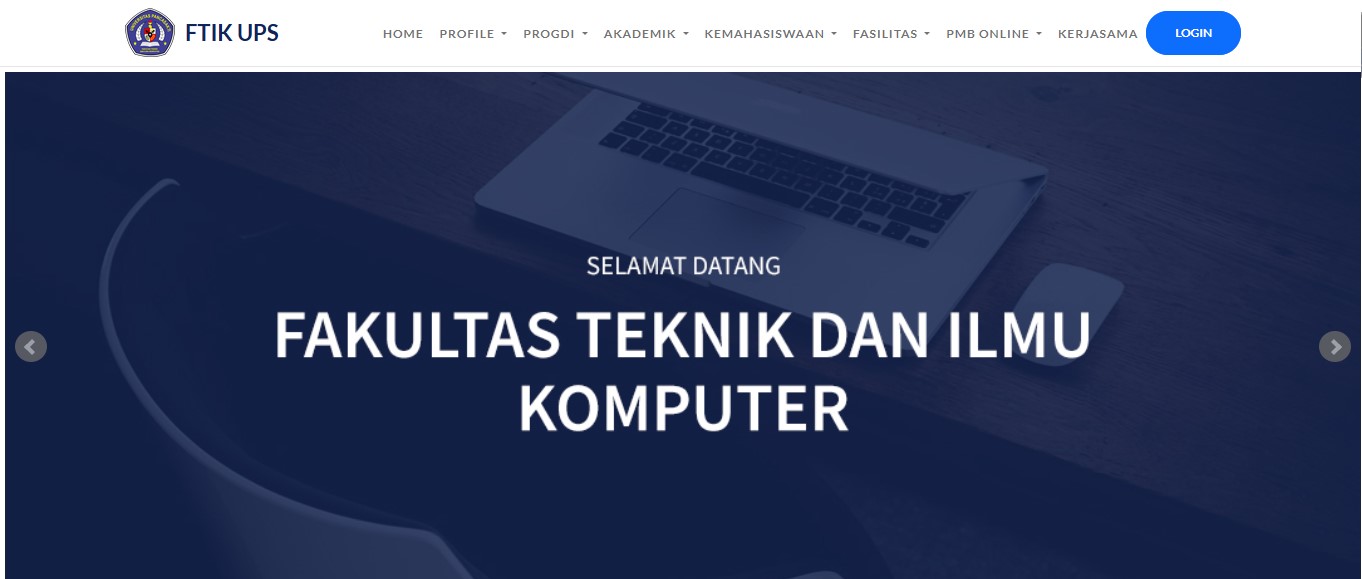 FTIK UPS
HOME PROFILE PROGDI AKADEMIK KEMAHASISWAAN FASILITAS PMB ONLINE KERJASAMA LOGIN
SELAMAT DATANG
FAKULTAS TEKNIK DAN ILMU
KOMPUTER